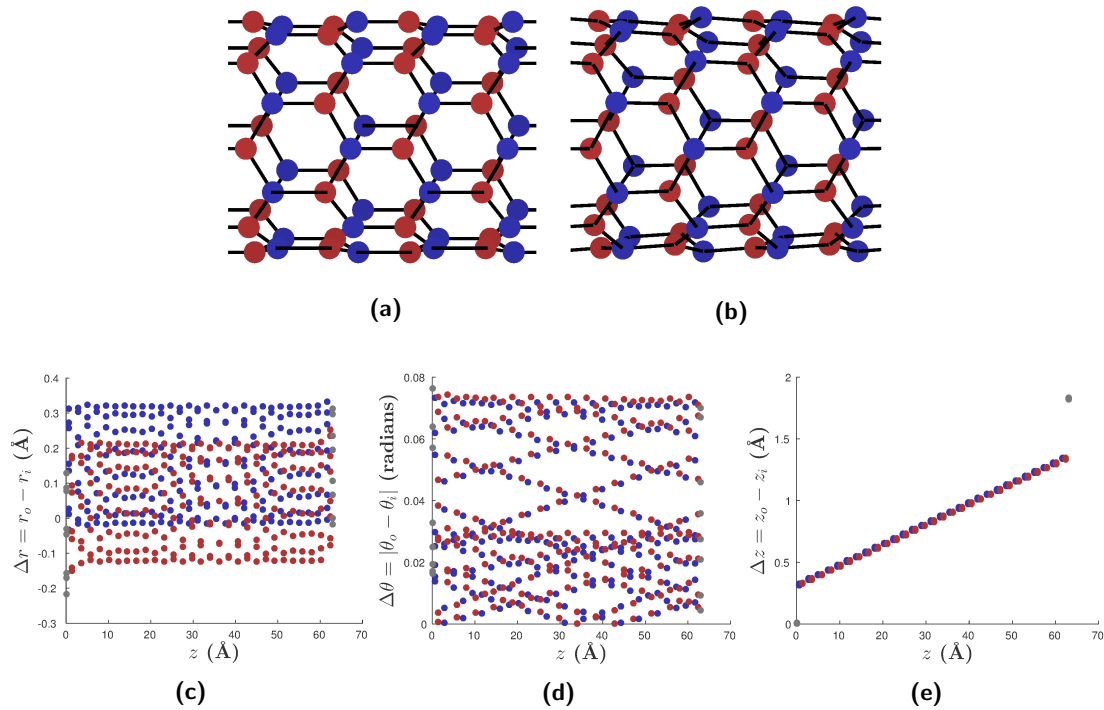 (a)
(b)
0.4
0.3
0.2
0.1
0
-0.1
-0.2
-0.3
Δr = r_o − r_i (Å)
0 10 20 30 40 50 60 70
z (Å)
(c)
0.08
0.06
0.04
0.02
0
Δθ = |θ_o − θ_i| (radians)
0 10 20 30 40 50 60 70
z (Å)
(d)
2
1.5
1
0.5
0
Δz = z_o − z_i (Å)
0 10 20 30 40 50 60 70
z (Å)
(e)